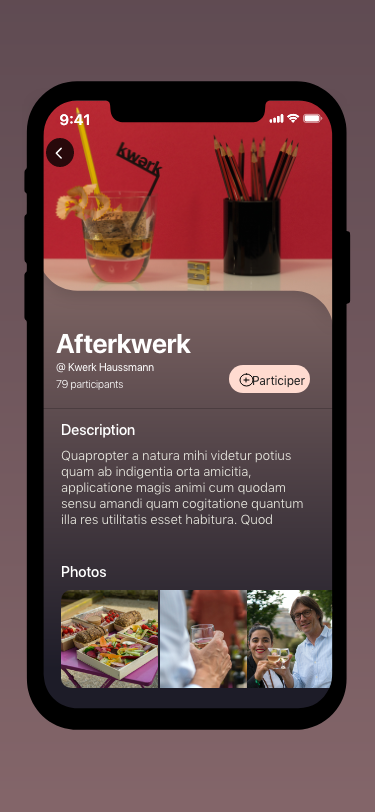 9:41
kwark
Afterkwerk
@ Kwerk Haussmann
79 participants
Participer
Description
Quapropter a natura mihi videtur potius
quam ab indigentia orta amicitia,
applicatione magis animi cum quodam
sensu amandi quam cogitatione quantum
illa res utilitatis esset habitura. Quod
Photos